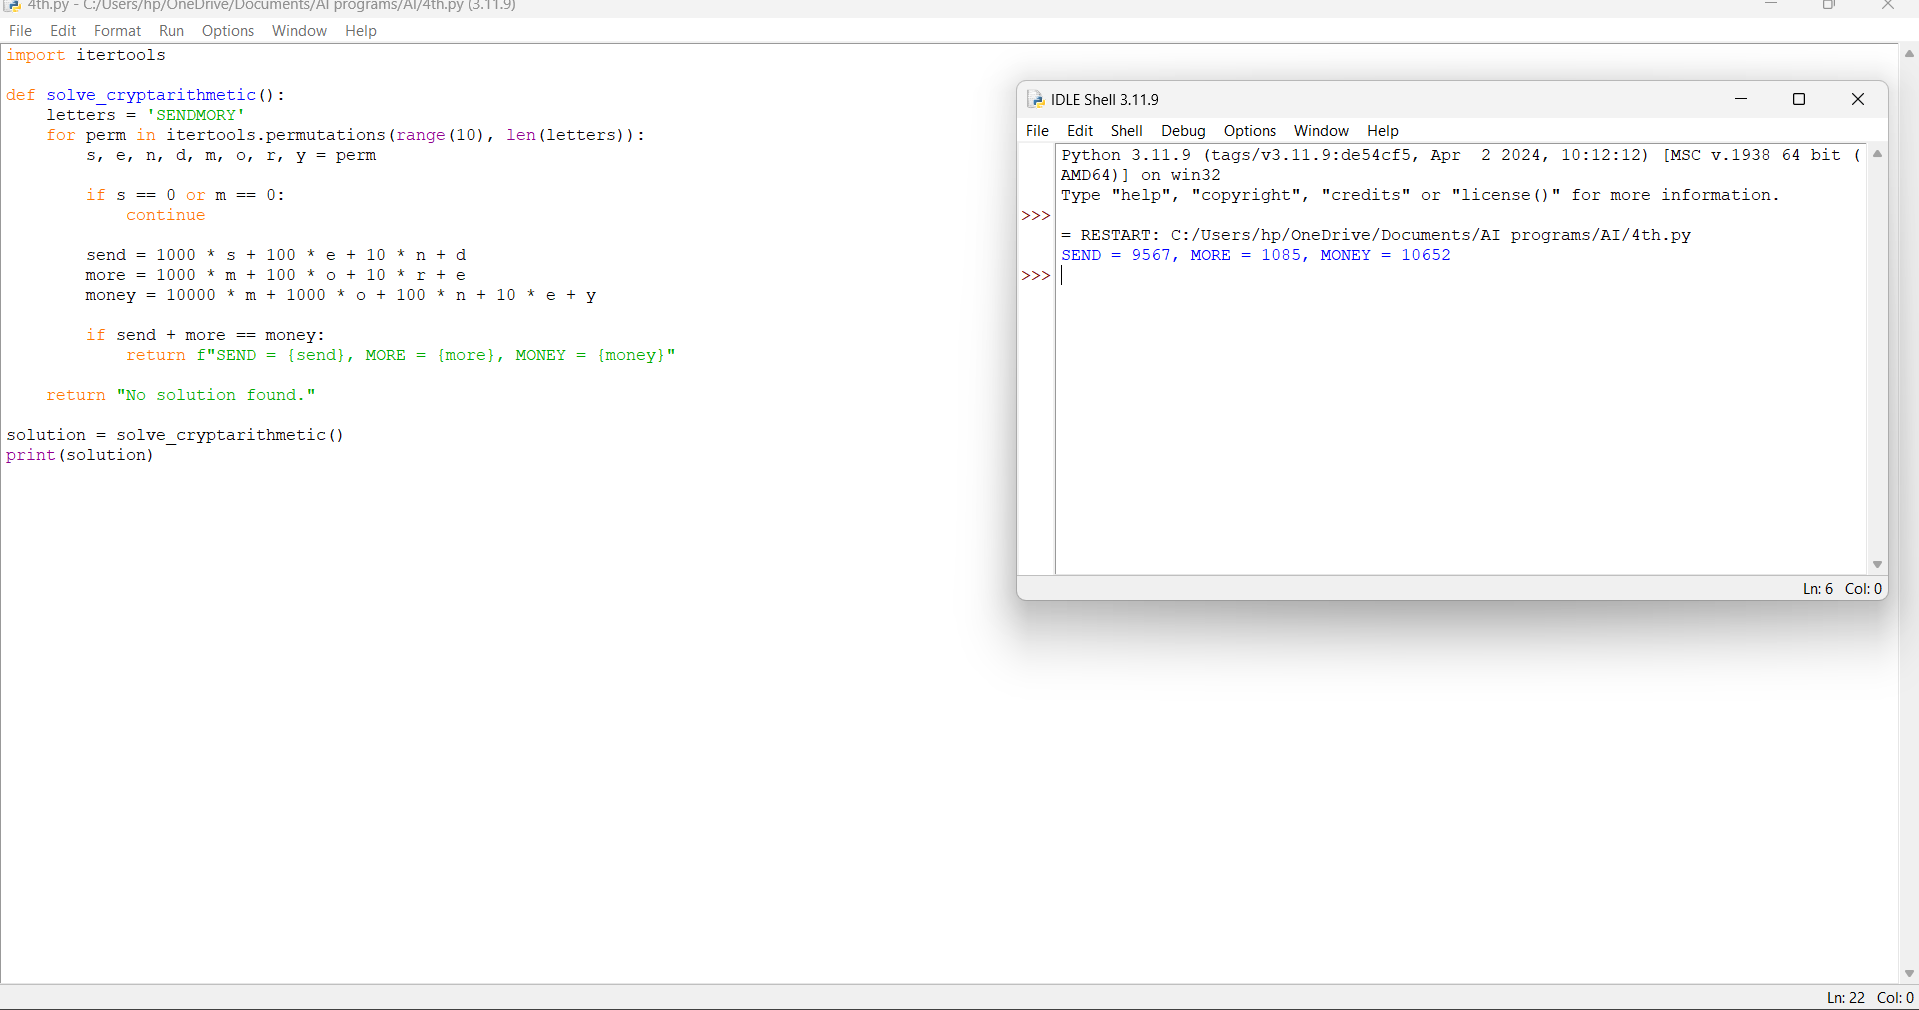 4th.py - C:/Users/hp/OneDrive/Documents/AI programs/AI/4th.py (3.11.9)
File Edit Format Run Options Window Help
import itertools
def solve_cryptarithmetic():
    letters = 'SENDMORY'
    for perm in itertools.permutations(range(10), len(letters)):
        s, e, n, d, m, o, r, y = perm
        if s == 0 or m == 0:
            continue
        send = 1000 * s + 100 * e + 10 * n + d
        more = 1000 * m + 100 * o + 10 * r + e
        money = 10000 * m + 1000 * o + 100 * n + 10 * e + y
        if send + more == money:
            return f"SEND = {send}, MORE = {more}, MONEY = {money}"
    return "No solution found."
solution = solve_cryptarithmetic()
print(solution)
IDLE Shell 3.11.9
File Edit Shell Debug Options Window Help
Python 3.11.9 (tags/v3.11.9:de54cf5, Apr  2 2024, 10:12:12) [MSC v.1938 64 bit (
AMD64)] on win32
Type "help", "copyright", "credits" or "license()" for more information.
>>>
= RESTART: C:/Users/hp/OneDrive/Documents/AI programs/AI/4th.py
SEND = 9567, MORE = 1085, MONEY = 10652
>>>
Ln: 6 Col: 0
Ln: 22 Col: 0